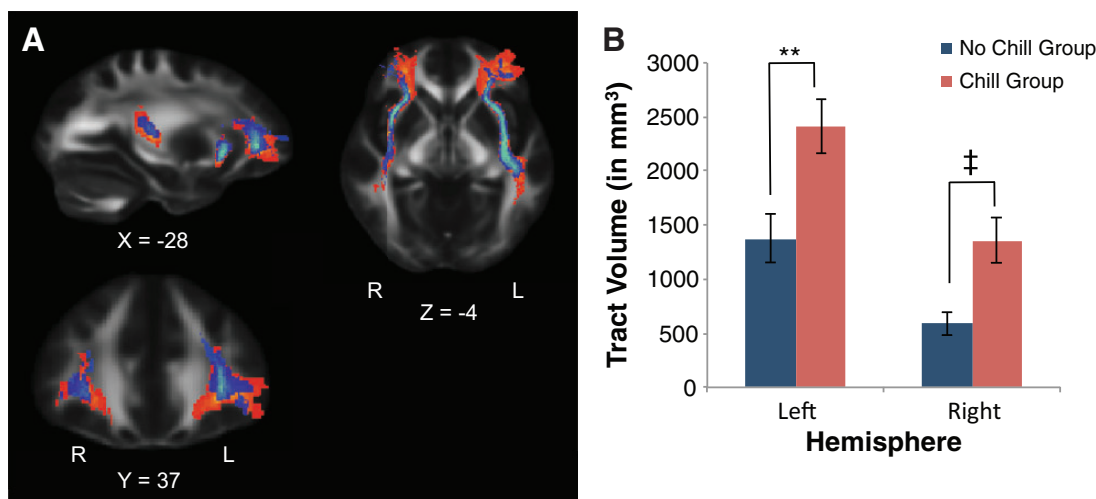 A
X = -28
R L
Z = -4
R L
Y = 37
B
No Chill Group
Chill Group
Tract Volume (in mm³)
3000
2500
2000
1500
1000
500
0
**
‡
Left Right
Hemisphere